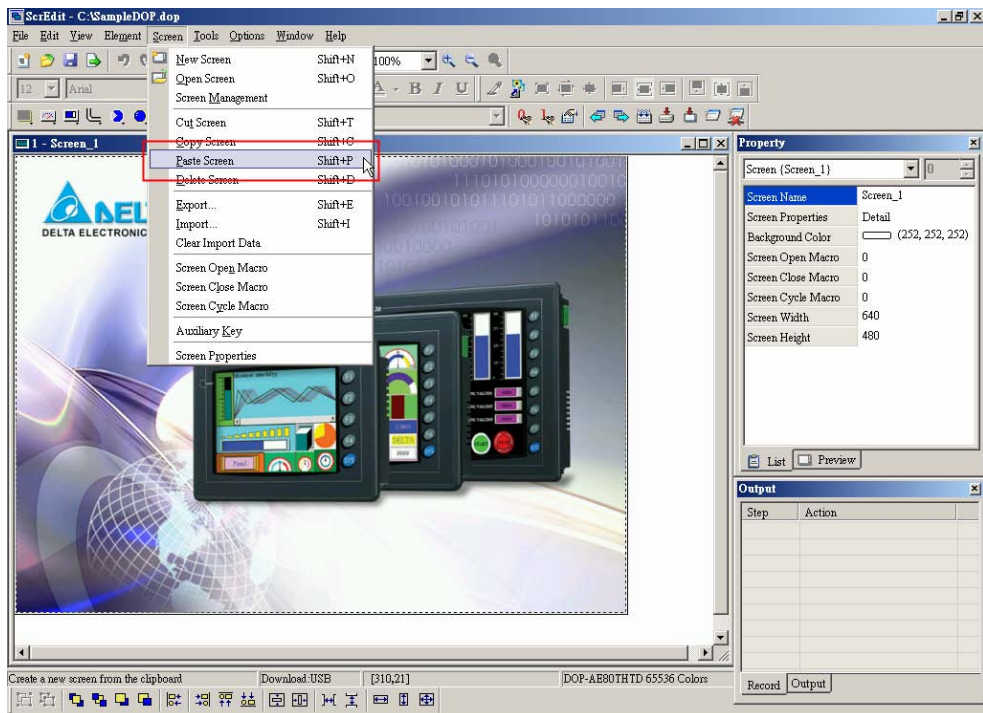 ScrEdit - C:\SampleDOP.dop
File Edit View Element Screen Tools Options Window Help
100%
12 Arial
A B I U
1 - Screen_1
New Screen Shift+N
Open Screen Shift+O
Screen Management
Cut Screen Shift+T
Copy Screen Shift+C
Paste Screen Shift+P
Delete Screen Shift+D
Export... Shift+E
Import... Shift+I
Clear Import Data
Screen Open Macro
Screen Close Macro
Screen Cycle Macro
Auxiliary Key
Screen Properties
DELTA ELECTRONIC
Property
Screen {Screen_1} 0
Screen Name Screen_1
Screen Properties Detail
Background Color (252, 252, 252)
Screen Open Macro 0
Screen Close Macro 0
Screen Cycle Macro 0
Screen Width 640
Screen Height 480
List Preview
Output
Step Action
Record Output
Create a new screen from the clipboard Download:USB [310,21] DOP-AE80THTD 65536 Colors